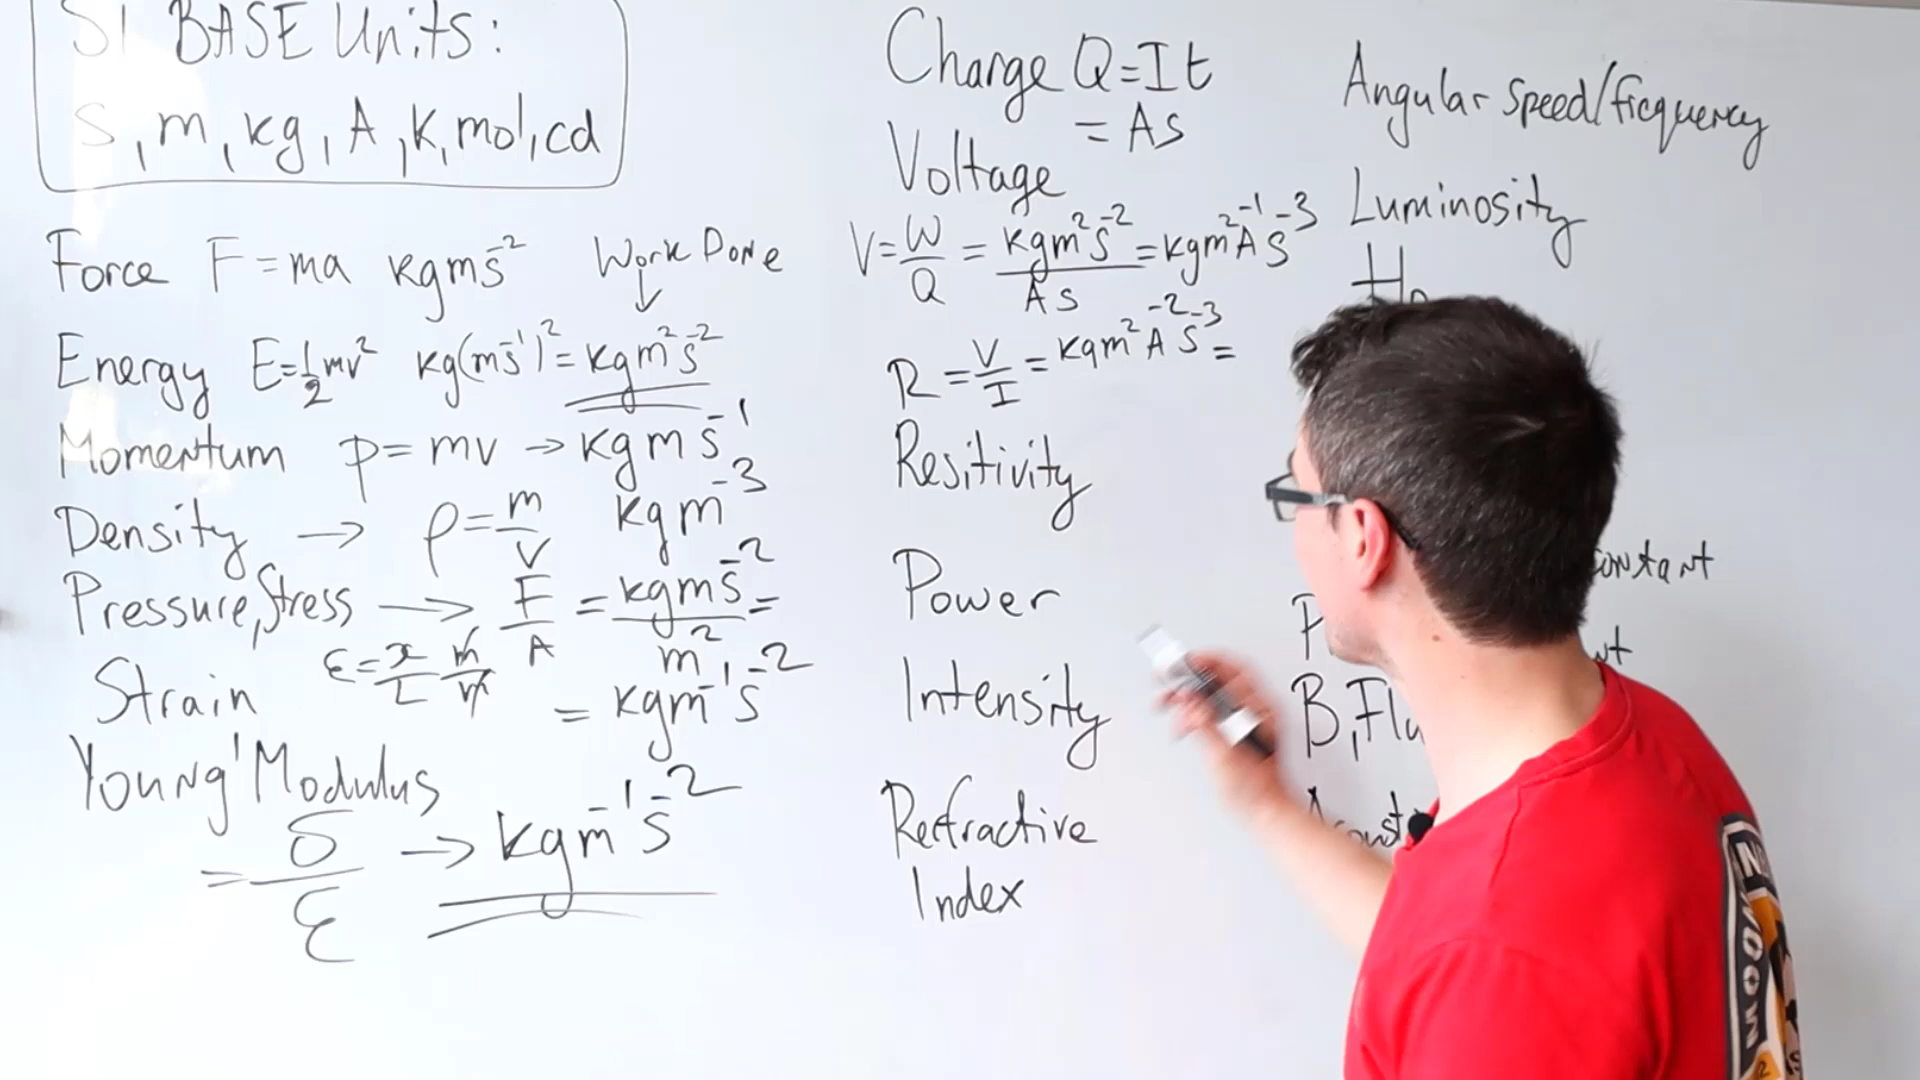 SI BASE Units:
S, m, kg, A, K, mol, cd
Force F = ma kgms⁻²
Work Done
↓
Energy E = ½mv² kg(ms⁻¹)² = kgm²s⁻²
Momentum p = mv → kgms⁻¹
Density → ρ = m/V kgm⁻³
Pressure, Stress → F/A = kgms⁻²/m² =
= kgm⁻¹s⁻²
Strain ε = x/L m/m
Young' Modulus
= σ/ε → kgm⁻¹s⁻²
Charge Q = It
= As
Voltage
V = W/Q = kgm²s⁻²/As = kgm²A⁻¹s⁻³
R = V/I = kgm²A⁻²s⁻³ =
Resitivity
Power
Intensity
Refractive
Index
Angular Speed/frequency
Luminosity
H₀
B, Flu